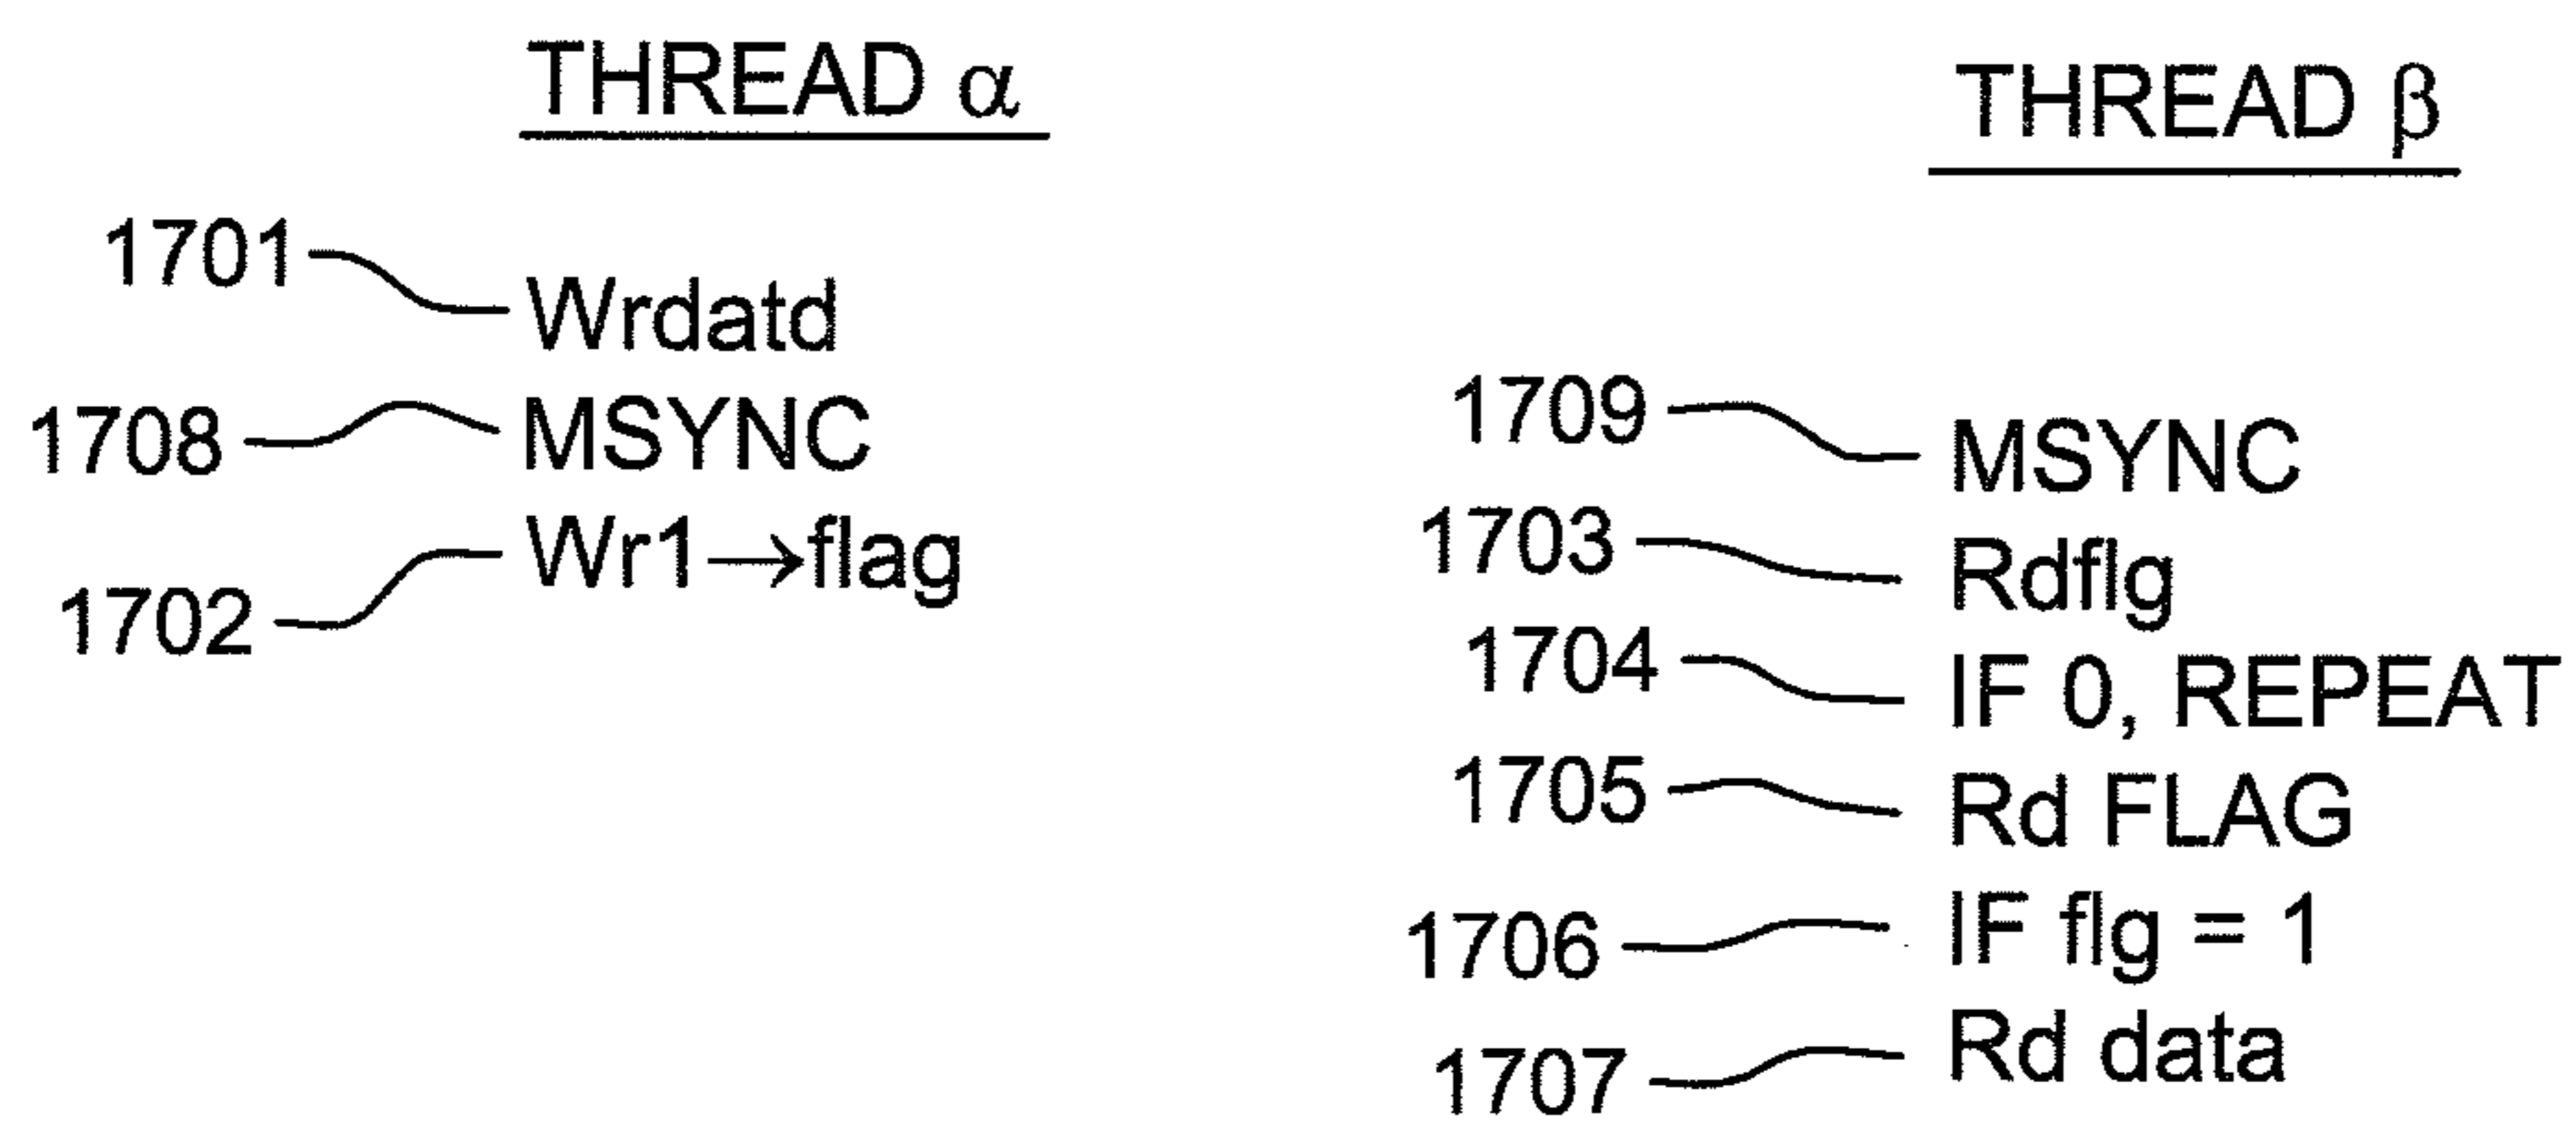 THREAD α
1701 Wrdatd
1708 MSYNC
1702 Wr1→flag
THREAD β
1709 MSYNC
1703 Rdflg
1704 IF 0, REPEAT
1705 Rd FLAG
1706 IF flg = 1
1707 Rd data